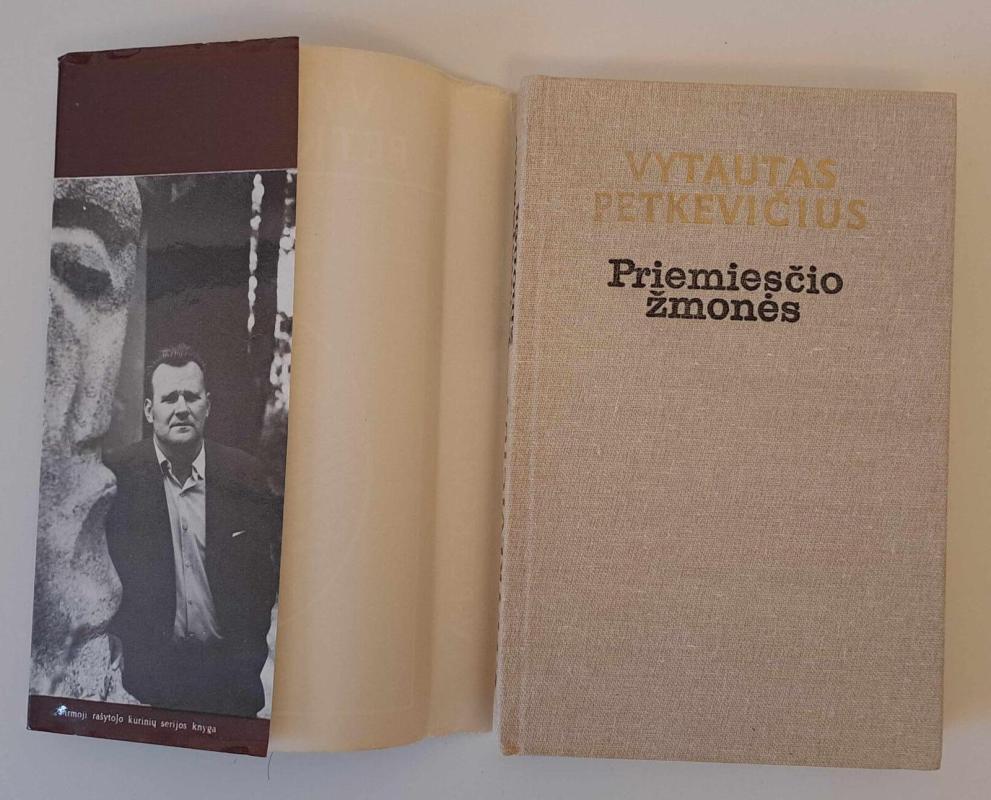 rašytojo kūrinių serijos knyga
VYTAUTAS
PETKEVIČIUS
Priemiesčio
žmonės